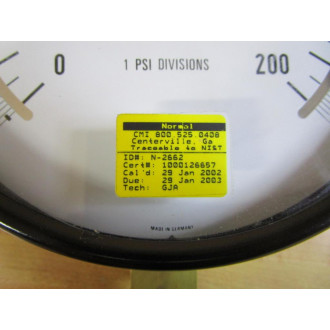 0 1 PSI DIVISIONS 200
Normal
CMI 800 525 0408
Centerville, Ga
Traceable to NIST
ID#: N-2662
Cert#: 1000126657
Cal'd: 29 Jan 2002
Due: 29 Jan 2003
Tech: GJA
MADE IN GERMANY